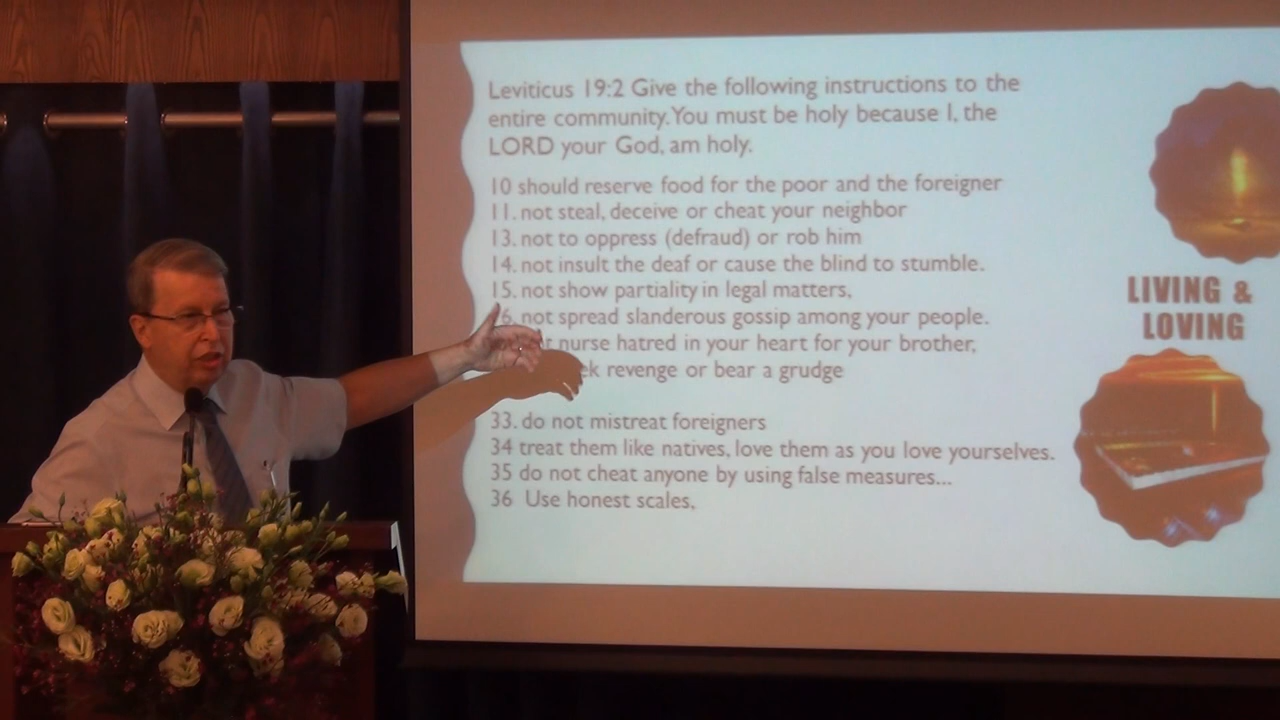 Leviticus 19:2 Give the following instructions to the
entire community. You must be holy because I, the
LORD your God, am holy.
10 should reserve food for the poor and the foreigner
11. not steal, deceive or cheat your neighbor
13. not to oppress (defraud) or rob him
14. not insult the deaf or cause the blind to stumble.
15. not show partiality in legal matters,
6. not spread slanderous gossip among your people.
nurse hatred in your heart for your brother,
revenge or bear a grudge
33. do not mistreat foreigners
34 treat them like natives, love them as you love yourselves.
35 do not cheat anyone by using false measures...
36 Use honest scales,
LIVING &
LOVING